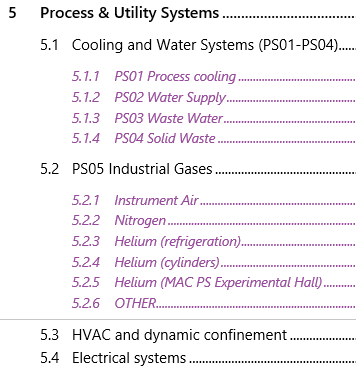 5 Process & Utility Systems ....................................
5.1 Cooling and Water Systems (PS01-PS04).....
5.1.1 PS01 Process cooling ................................
5.1.2 PS02 Water Supply...................................
5.1.3 PS03 Waste Water....................................
5.1.4 PS04 Solid Waste .....................................
5.2 PS05 Industrial Gases ......................................
5.2.1 Instrument Air ..........................................
5.2.2 Nitrogen ..................................................
5.2.3 Helium (refrigeration)...............................
5.2.4 Helium (cylinders).....................................
5.2.5 Helium (MAC PS Experimental Hall).........
5.2.6 OTHER.....................................................
5.3 HVAC and dynamic confinement ..................
5.4 Electrical systems ............................................